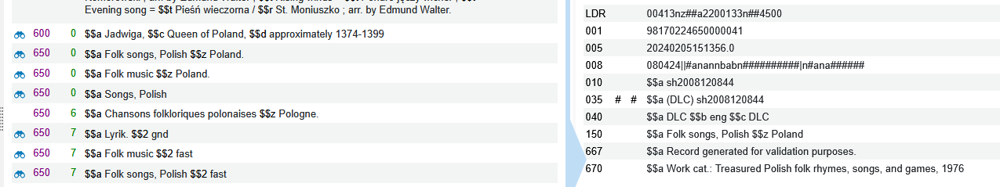 Evening song = $$t Pieśń wieczorna / $$r St. Moniuszko ; arr. by Edmund Walter.
600 0 $$a Jadwiga, $$c Queen of Poland, $$d approximately 1374-1399
650 0 $$a Folk songs, Polish $$z Poland.
650 0 $$a Folk music $$z Poland.
650 0 $$a Songs, Polish
650 6 $$a Chansons folkloriques polonaises $$z Pologne.
650 7 $$a Lyrik. $$2 gnd
650 7 $$a Folk music $$2 fast
650 7 $$a Folk songs, Polish $$2 fast
LDR 00413nz##a2200133n##4500
001 98170224650000041
005 20240205151356.0
008 080424||#anannbabn##########|n#ana######
010 $$a sh2008120844
035 # # $$a (DLC) sh2008120844
040 $$a DLC $$b eng $$c DLC
150 $$a Folk songs, Polish $$z Poland
667 $$a Record generated for validation purposes.
670 $$a Work cat.: Treasured Polish folk rhymes, songs, and games, 1976